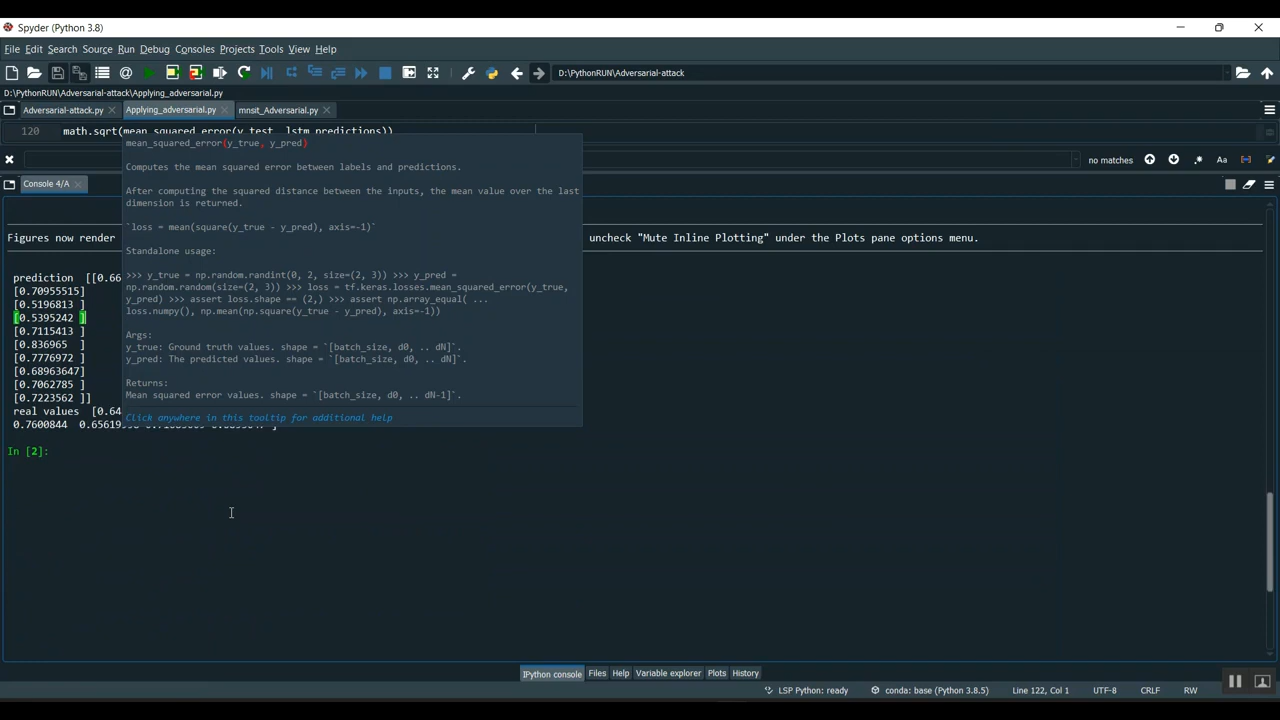 Spyder (Python 3.8)
File Edit Search Source Run Debug Consoles Projects Tools View Help
D:\PythonRUN\Adversarial-attack
D:\PythonRUN\Adversarial-attack\Applying_adversarial.py
Adversarial-attack.py Applying_adversarial.py mnsit_Adversarial.py
120 math.sqrt(mean_squared_error(y_test, lstm_predictions))
mean_squared_error(y_true, y_pred)
no matches
Computes the mean squared error between labels and predictions.
Console 4/A
After computing the squared distance between the inputs, the mean value over the last
dimension is returned.
`loss = mean(square(y_true - y_pred), axis=-1)`
Figures now render uncheck "Mute Inline Plotting" under the Plots pane options menu.
Standalone usage:
>>> y_true = np.random.randint(0, 2, size=(2, 3)) >>> y_pred =
np.random.random(size=(2, 3)) >>> loss = tf.keras.losses.mean_squared_error(y_true,
y_pred) >>> assert loss.shape == (2,) >>> assert np.array_equal( ...
loss.numpy(), np.mean(np.square(y_true - y_pred), axis=-1))
Args:
y_true: Ground truth values. shape = `[batch_size, d0, .. dN]`.
y_pred: The predicted values. shape = `[batch_size, d0, .. dN]`.
Returns:
Mean squared error values. shape = `[batch_size, d0, .. dN-1]`.
Click anywhere in this tooltip for additional help
prediction [[0.66
[0.70955515]
[0.5196813 ]
[0.5395242 ]
[0.7115413 ]
[0.836965 ]
[0.7776972 ]
[0.68963647]
[0.7062785 ]
[0.7223562 ]]
real values [0.64
0.7600844
In [2]:
IPython console Files Help Variable explorer Plots History
LSP Python: ready conda: base (Python 3.8.5) Line 122, Col 1 UTF-8 CRLF RW